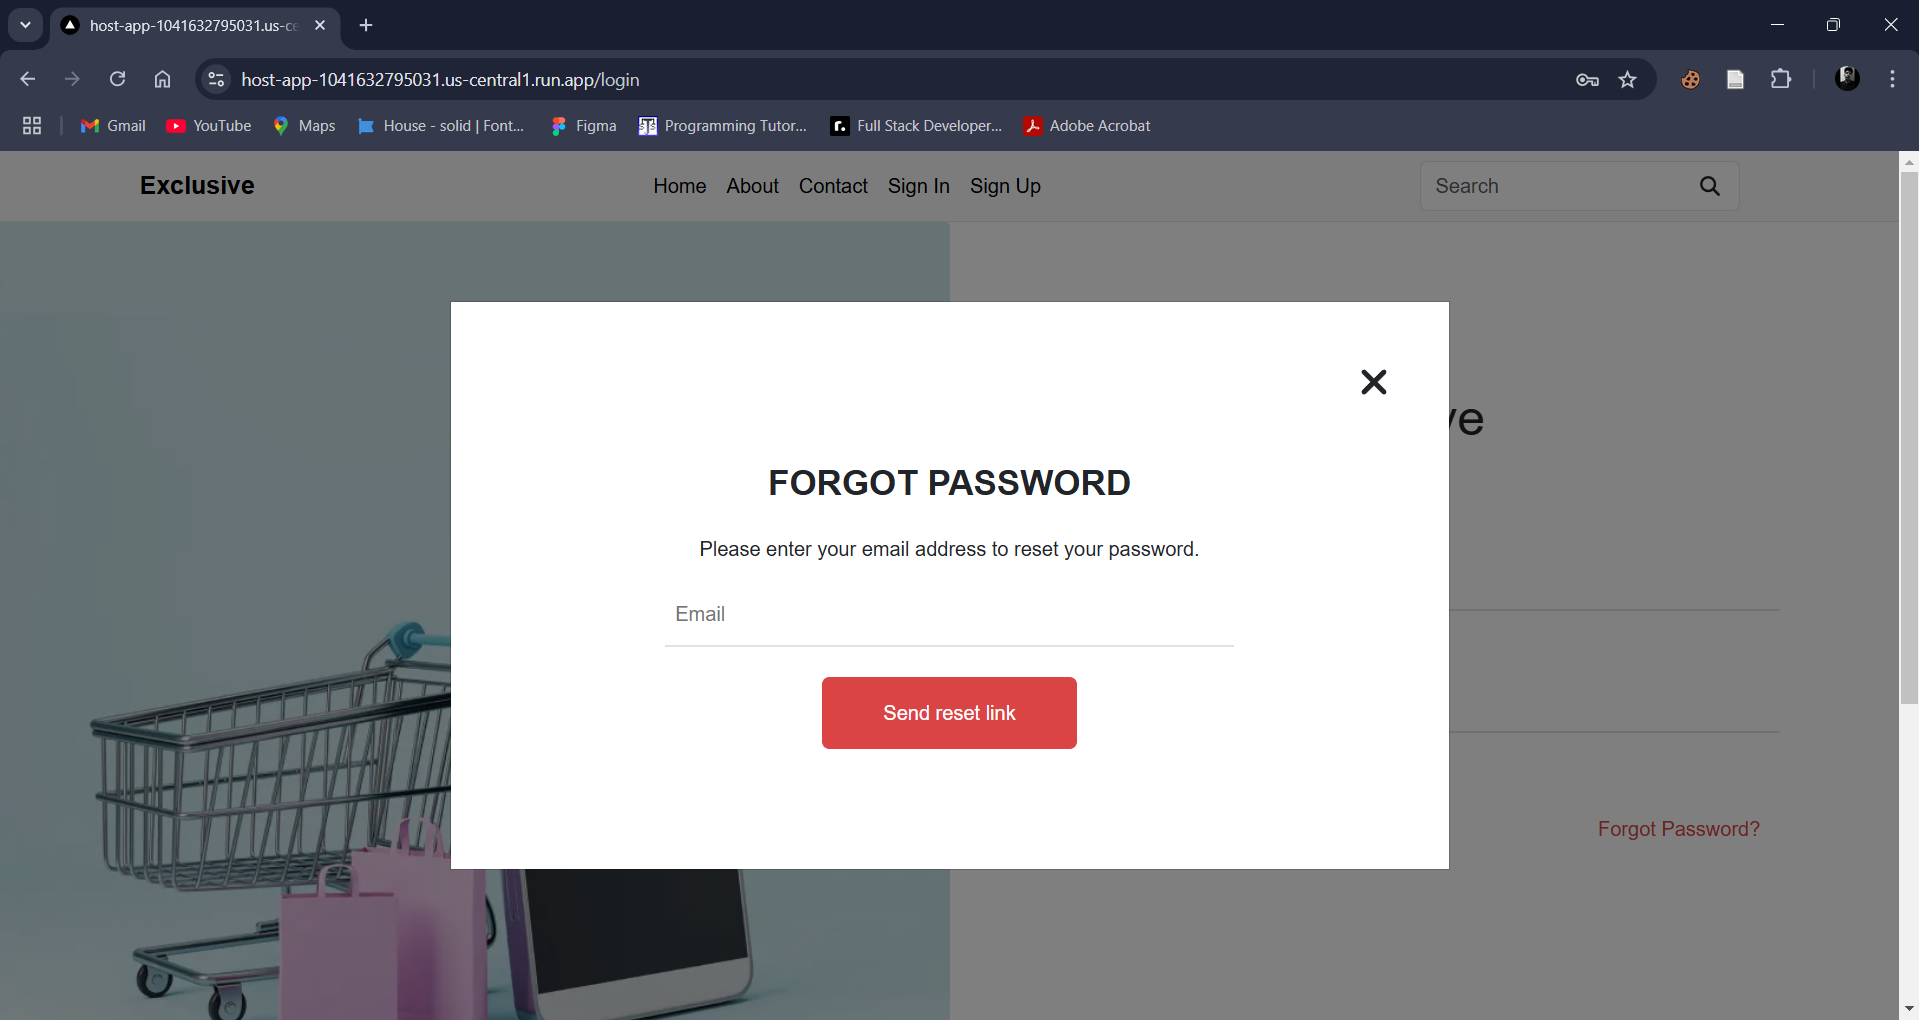 host-app-1041632795031.us-ce
host-app-1041632795031.us-central1.run.app/login
Gmail
YouTube
Maps
House - solid | Font...
Figma
Programming Tutor...
Full Stack Developer...
Adobe Acrobat
Exclusive
Home
About
Contact
Sign In
Sign Up
Search
ve
FORGOT PASSWORD
Please enter your email address to reset your password.
Email
Send reset link
Forgot Password?